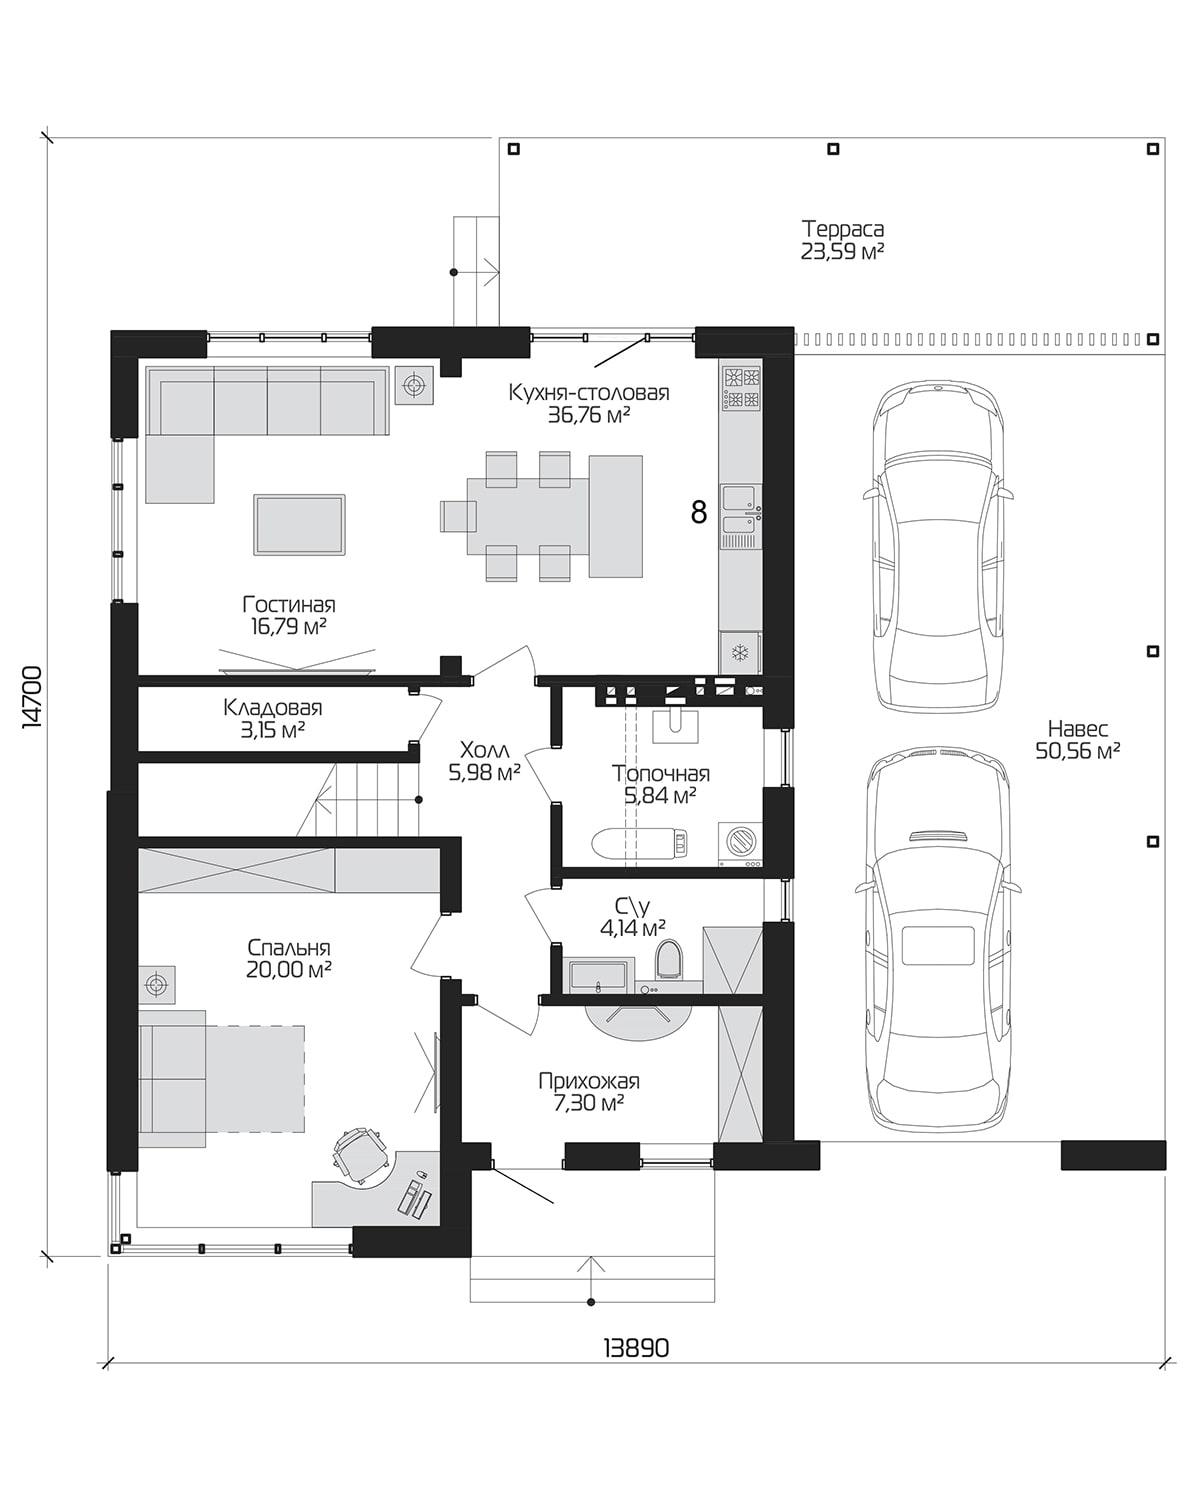 Терраса
23,59 м²
Кухня-столовая
36,76 м²
8
Гостиная
16,79 м²
14700
Кладовая
3,15 м²
Холл
5,98 м²
Топочная
5,84 м²
Навес
50,56 м²
С\у
4,14 м²
Спальня
20,00 м²
Прихожая
7,30 м²
13890